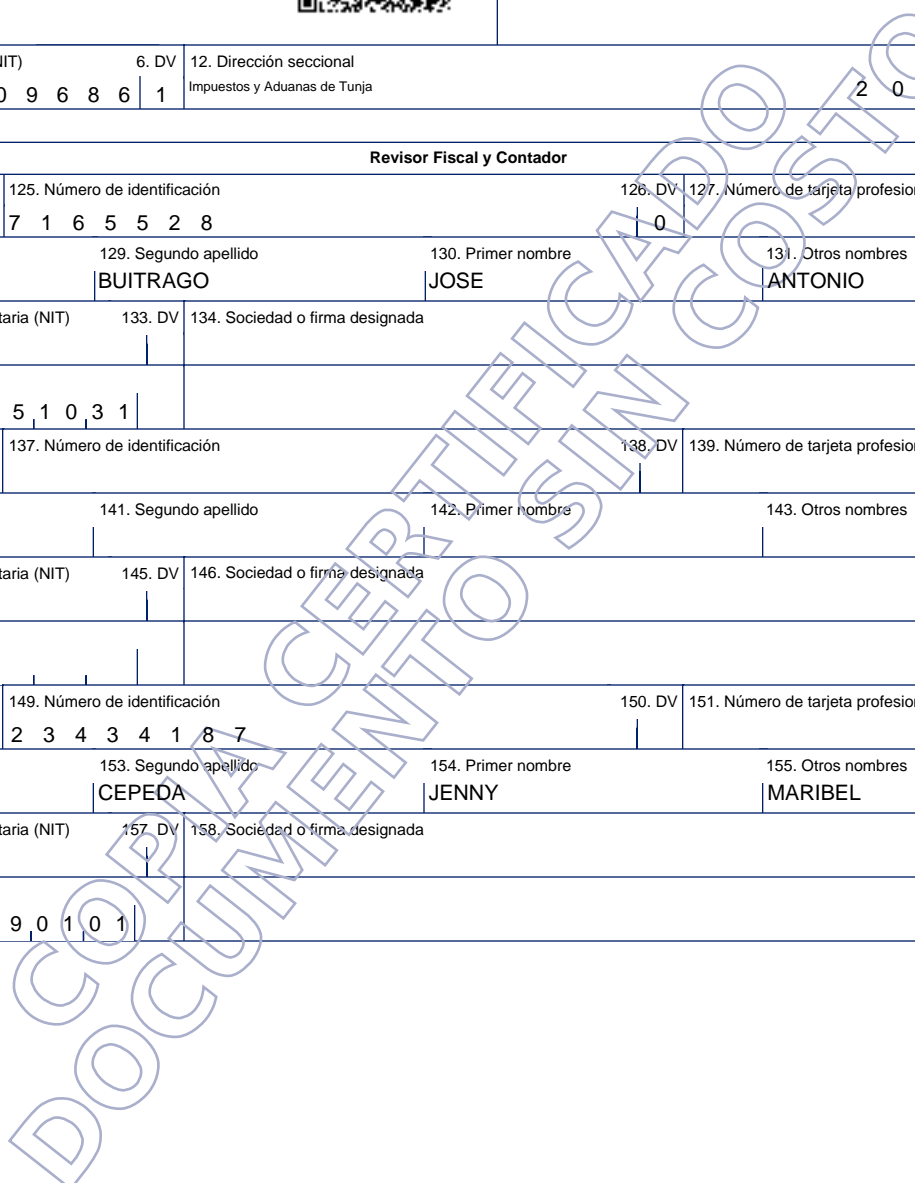 IT) 6. DV 12. Dirección seccional
9 6 8 6 1 Impuestos y Aduanas de Tunja 2 0
Revisor Fiscal y Contador
125. Número de identificación 126. DV 127. Número de tarjeta profesion
7 1 6 5 5 2 8 0
129. Segundo apellido 130. Primer nombre 131. Otros nombres
BUITRAGO JOSE ANTONIO
taria (NIT) 133. DV 134. Sociedad o firma designada
5 1 0 3 1
137. Número de identificación 138. DV 139. Número de tarjeta profesion
141. Segundo apellido 142. Primer nombre 143. Otros nombres
taria (NIT) 145. DV 146. Sociedad o firma designada
149. Número de identificación 150. DV 151. Número de tarjeta profesion
2 3 4 3 4 1 8 7
153. Segundo apellido 154. Primer nombre 155. Otros nombres
CEPEDA JENNY MARIBEL
taria (NIT) 157. DV 158. Sociedad o firma designada
9 0 1 0 1
COPIA CERTIFICADO
DOCUMENTO SIN COSTO